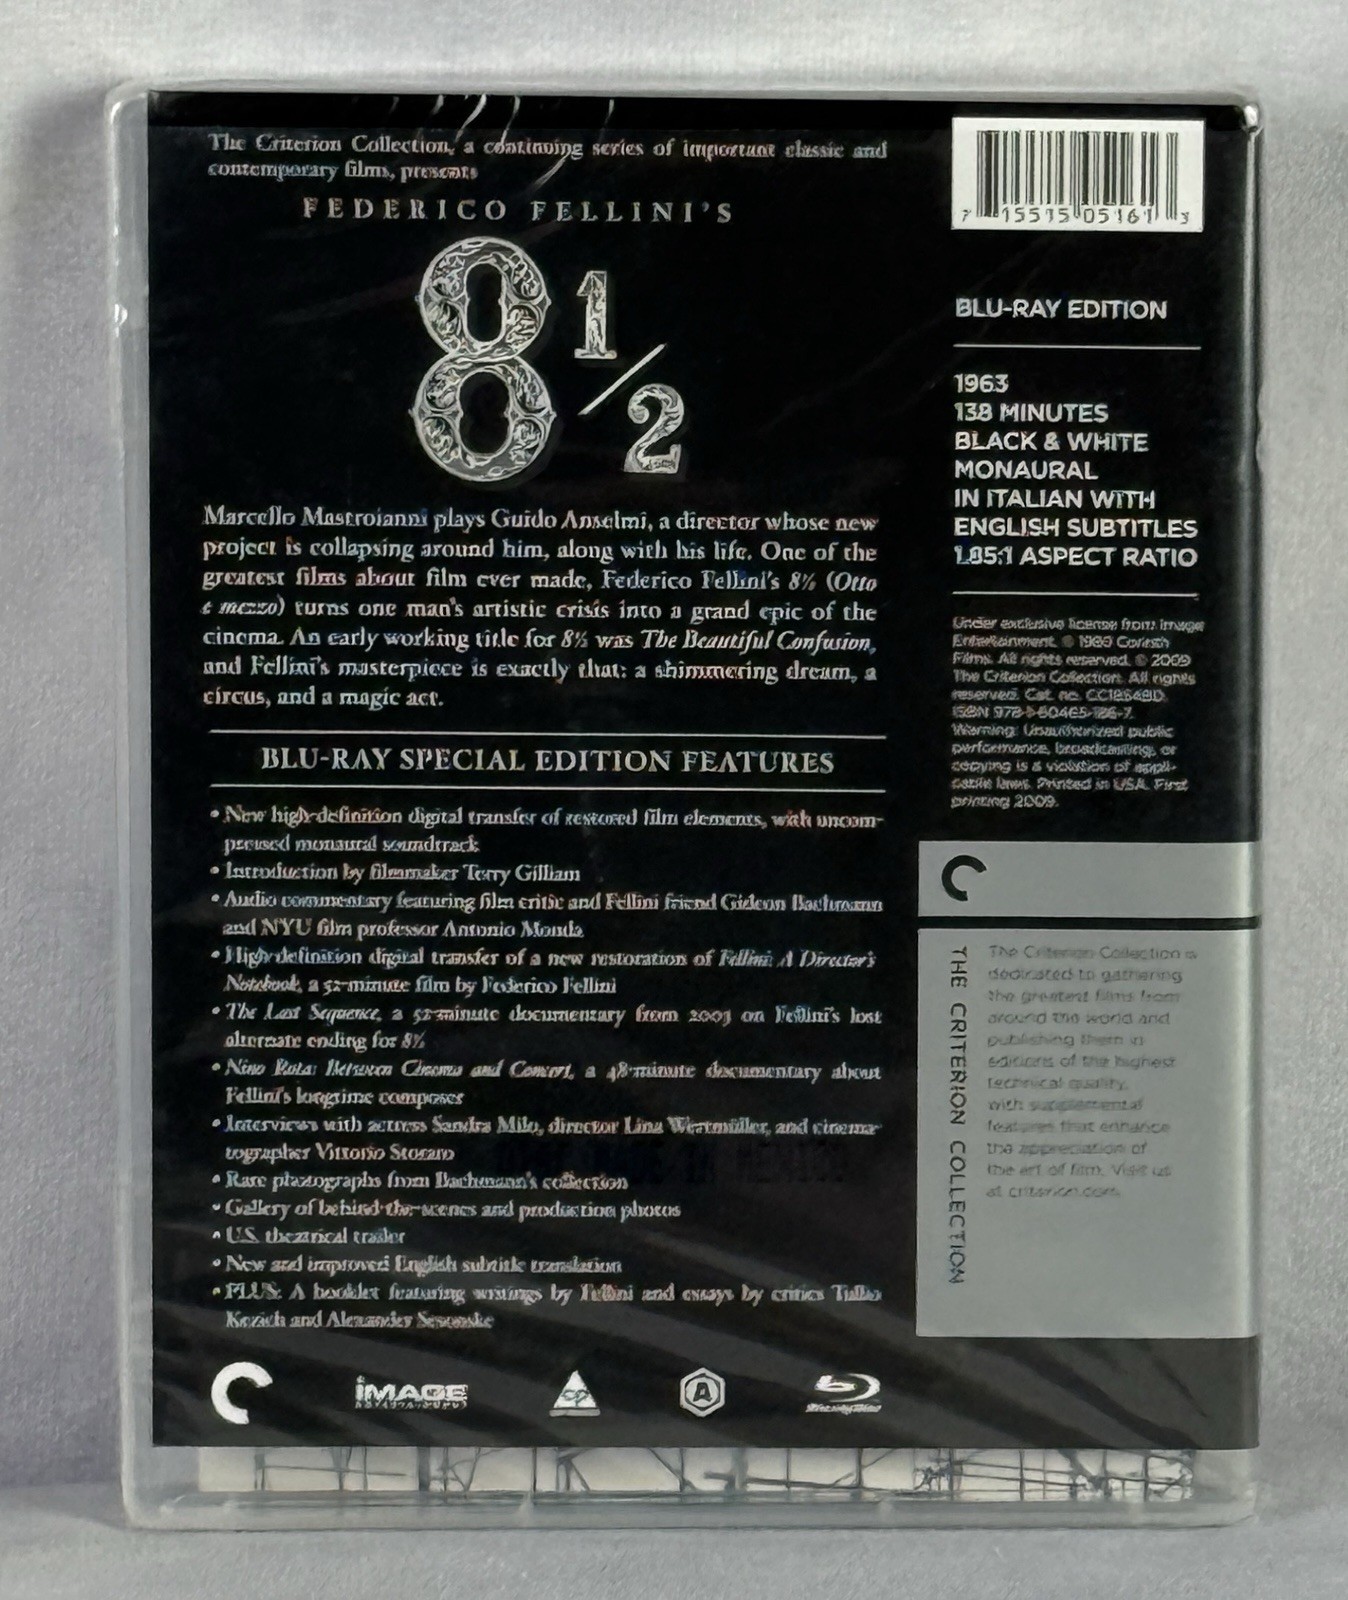 The Criterion Collection, a continuing series of important classic and
contemporary films, presents
FEDERICO FELLINI'S
8 1/2
Marcello Mastroianni plays Guido Anselmi, a director whose new
project is collapsing around him, along with his life. One of the
greatest films about film ever made, Federico Fellini's 8½ (Otto
e mezzo) turns one man's artistic crisis into a grand epic of the
cinema. An early working title for 8½ was The Beautiful Confusion,
and Fellini's masterpiece is exactly that: a shimmering dream, a
circus, and a magic act.
BLU-RAY SPECIAL EDITION FEATURES
• New high-definition digital transfer of restored film elements, with uncom-
pressed monaural soundtrack
• Introduction by filmmaker Terry Gilliam
• Audio commentary featuring film critic and Fellini friend Gideon Bachmann
and NYU film professor Antonio Monda
• High-definition digital transfer of a new restoration of Fellini: A Director's
Notebook, a 52-minute film by Federico Fellini
• The Last Sequence, a 52-minute documentary from 2003 on Fellini's lost
alternate ending for 8½
• Nino Rota: Between Cinema and Concert, a 48-minute documentary about
Fellini's longtime composer
• Interviews with actress Sandra Milo, director Lina Wertmüller, and cinema-
tographer Vittorio Storaro
• Rare photographs from Bachmann's collection
• Gallery of behind-the-scenes and production photos
• U.S. theatrical trailer
• New and improved English subtitle translation
• PLUS: A booklet featuring writings by Fellini and essays by critics Tullio
Kezich and Alexander Sesonske
IMAGE
A
7 15515 05161 3
BLU-RAY EDITION
1963
138 MINUTES
BLACK & WHITE
MONAURAL
IN ITALIAN WITH
ENGLISH SUBTITLES
1.85:1 ASPECT RATIO
Under exclusive license from Image
Entertainment. © Corinth
Films. All rights reserved. © 2009
The Criterion Collection. All rights
reserved. Cat. no.
ISBN
Warning: Unauthorized public
performance, broadcasting, or
copying is a violation of appli-
cable laws. Printed in USA. First
printing 2009.
THE CRITERION COLLECTION
The Criterion Collection is
dedicated to gathering
the greatest films from
around the world and
publishing them in
editions of the highest
technical quality,
with supplemental
features that enhance
the appreciation of
the art of film. Visit us
at criterion.com.